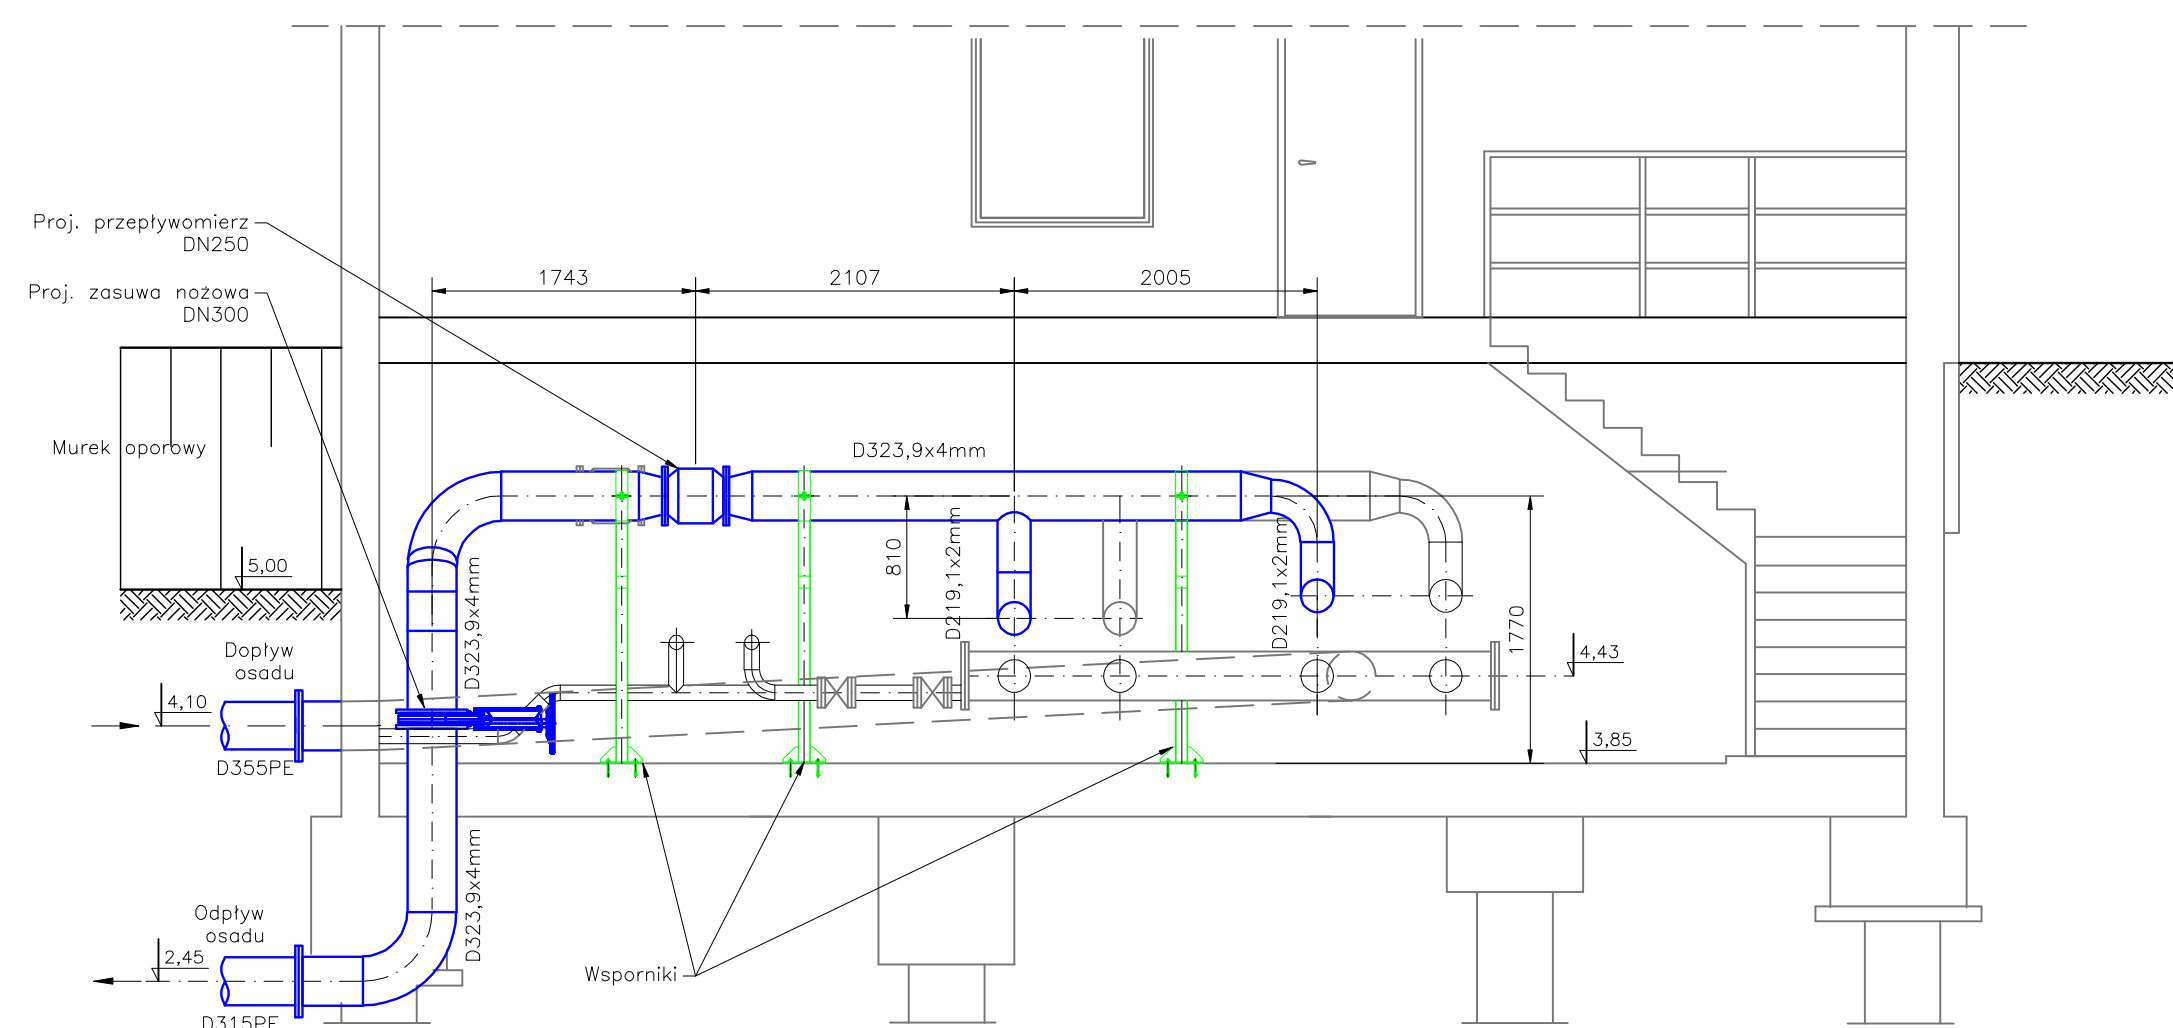 Proj. przepływomierz
DN250
Proj. zasuwa nożowa
DN300
1743
2107
2005
Murek oporowy
D323,9x4mm
5,00
810
D219,1x2mm
D219,1x2mm
1770
D323,9x4mm
Dopływ
osadu
4,10
4,43
3,85
D355PE
D323,9x4mm
Odpływ
osadu
2,45
Wsporniki
D315PE